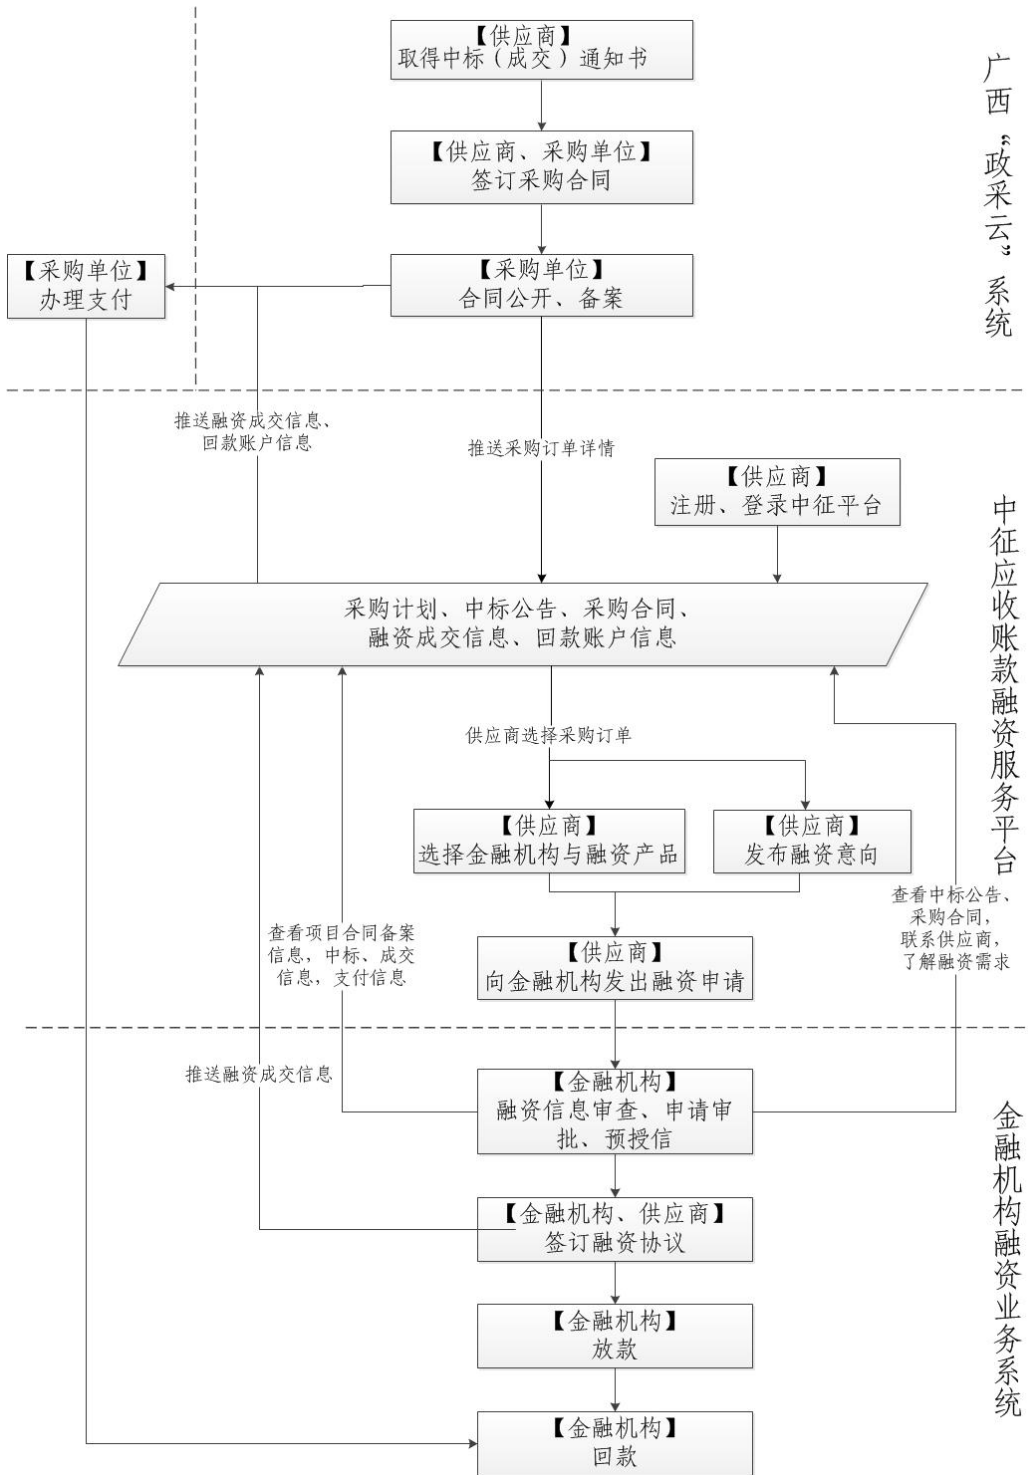 【供应商】
取得中标（成交）通知书
【供应商、采购单位】
签订采购合同
【采购单位】
办理支付
【采购单位】
合同公开、备案
广西“政采云”系统
推送融资成交信息、
回款账户信息
推送采购订单详情
【供应商】
注册、登录中征平台
采购计划、中标公告、采购合同、
融资成交信息、回款账户信息
中征应收账款融资服务平台
供应商选择采购订单
【供应商】
选择金融机构与融资产品
【供应商】
发布融资意向
查看中标公告、
采购合同，
联系供应商，
了解融资需求
查看项目合同备案
信息，中标、成交
信息，支付信息
【供应商】
向金融机构发出融资申请
推送融资成交信息
【金融机构】
融资信息审查、申请审
批、预授信
【金融机构、供应商】
签订融资协议
【金融机构】
放款
【金融机构】
回款
金融机构融资业务系统